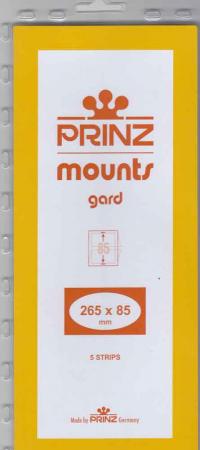 PRINZ
mounts
gard
85
265 x 85
mm
5 STRIPS
Made by PRINZ Germany